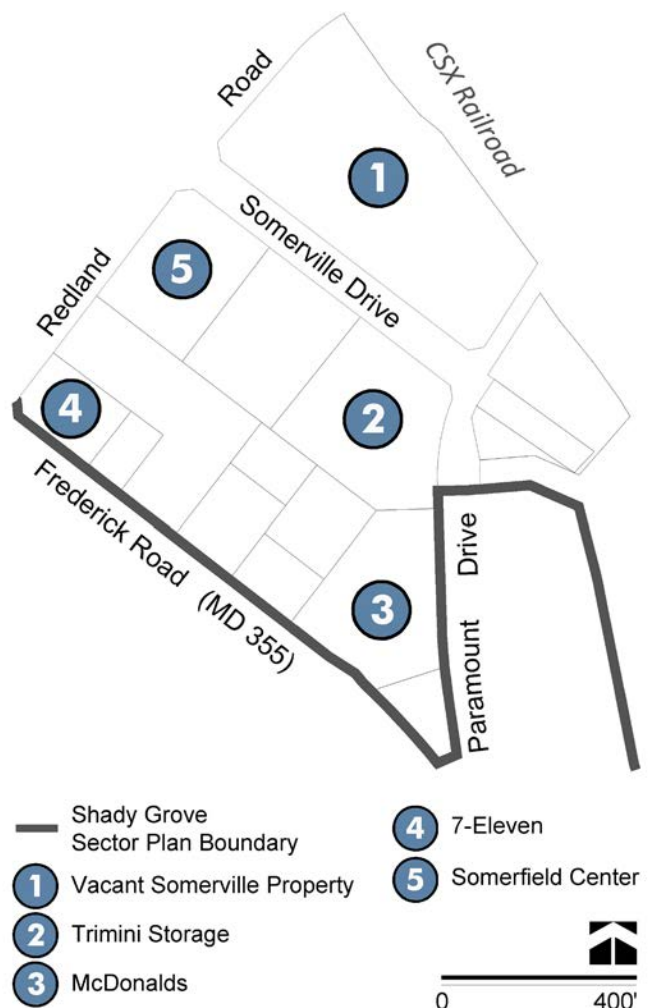 Road
CSX Railroad
1
Somerville Drive
5
Redland
2
4
Frederick Road (MD 355)
3
Paramount Drive
Shady Grove
Sector Plan Boundary
1 Vacant Somerville Property
2 Trimini Storage
3 McDonalds
4 7-Eleven
5 Somerfield Center
0 400'